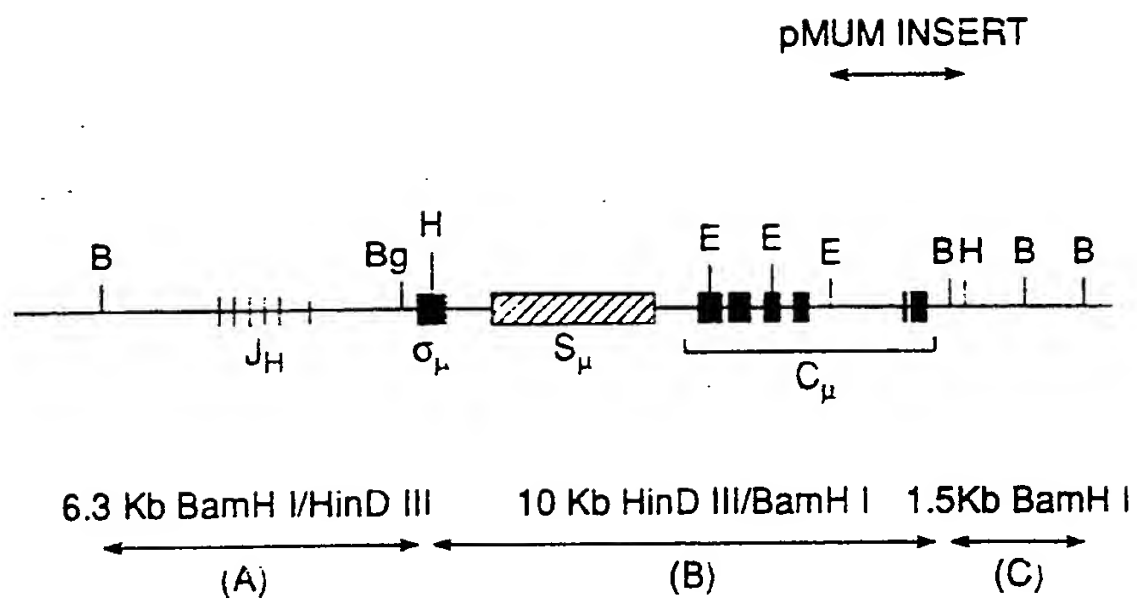 pMUM INSERT
B Bg H E E E B H B B
J_H σ_μ S_μ C_μ
6.3 Kb BamH I/HinD III 10 Kb HinD III/BamH I 1.5Kb BamH I
(A) (B) (C)